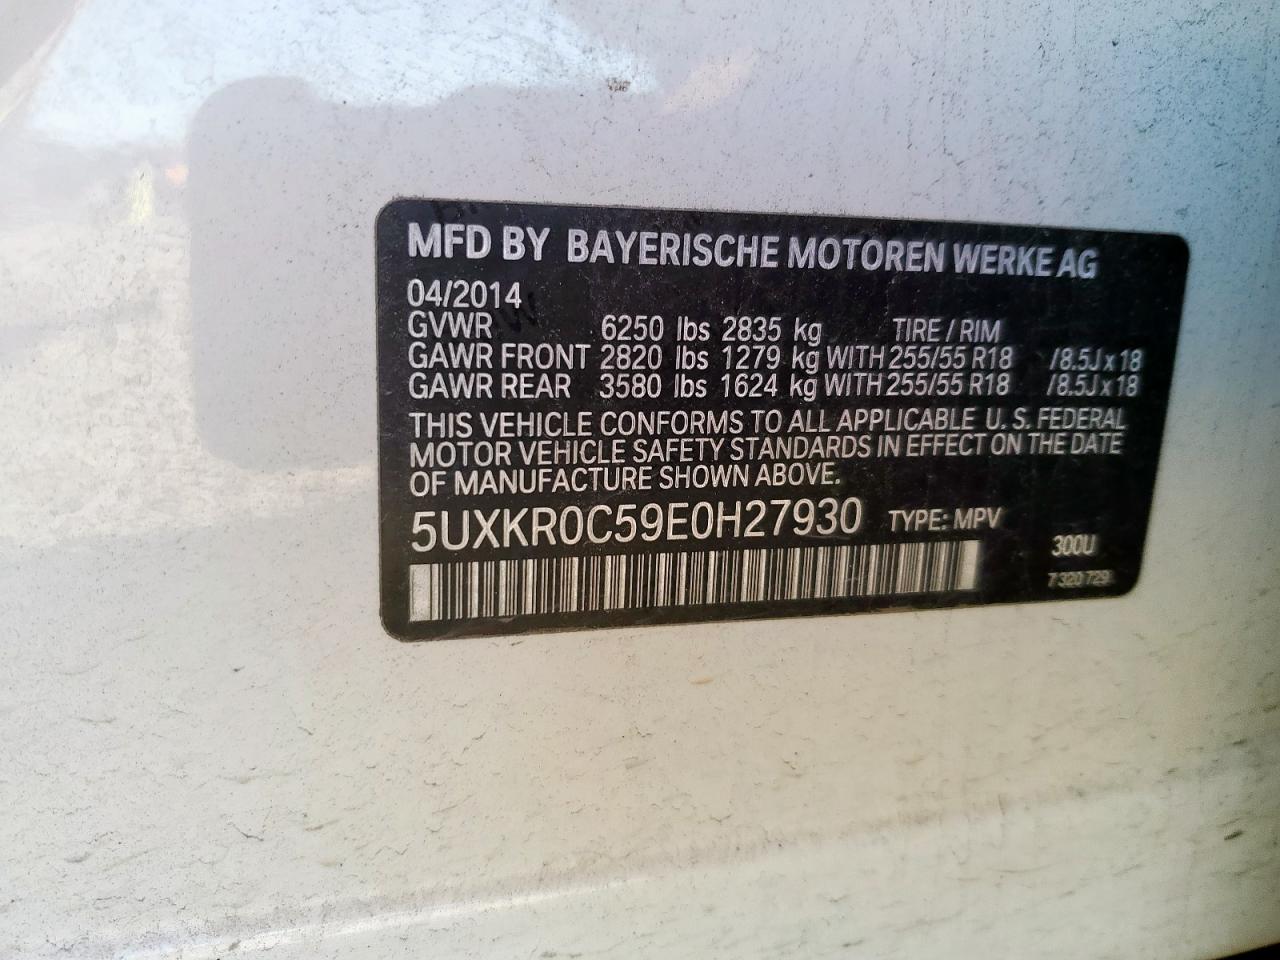 MFD BY BAYERISCHE MOTOREN WERKE AG
04/2014
GVWR 6250 lbs 2835 kg TIRE / RIM
GAWR FRONT 2820 lbs 1279 kg WITH 255/55 R18 /8.5J x 18
GAWR REAR 3580 lbs 1624 kg WITH 255/55 R18 /8.5J x 18
THIS VEHICLE CONFORMS TO ALL APPLICABLE U. S. FEDERAL
MOTOR VEHICLE SAFETY STANDARDS IN EFFECT ON THE DATE
OF MANUFACTURE SHOWN ABOVE.
5UXKR0C59E0H27930 TYPE: MPV
300U
7 320 729